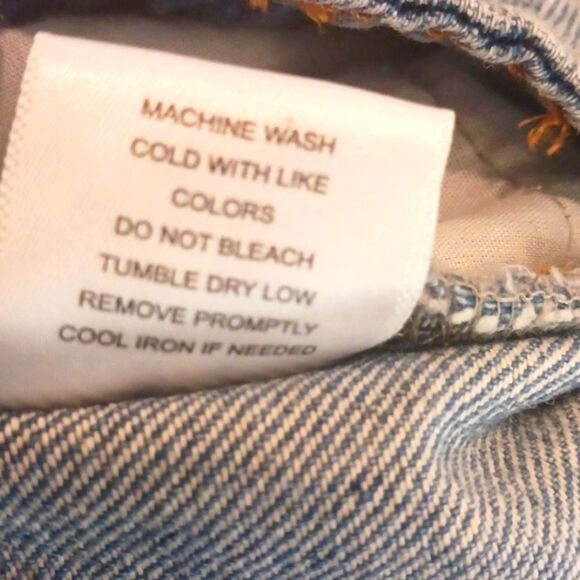 MACHINE WASH
COLD WITH LIKE
COLORS
DO NOT BLEACH
TUMBLE DRY LOW
REMOVE PROMPTLY
COOL IRON IF NEEDED